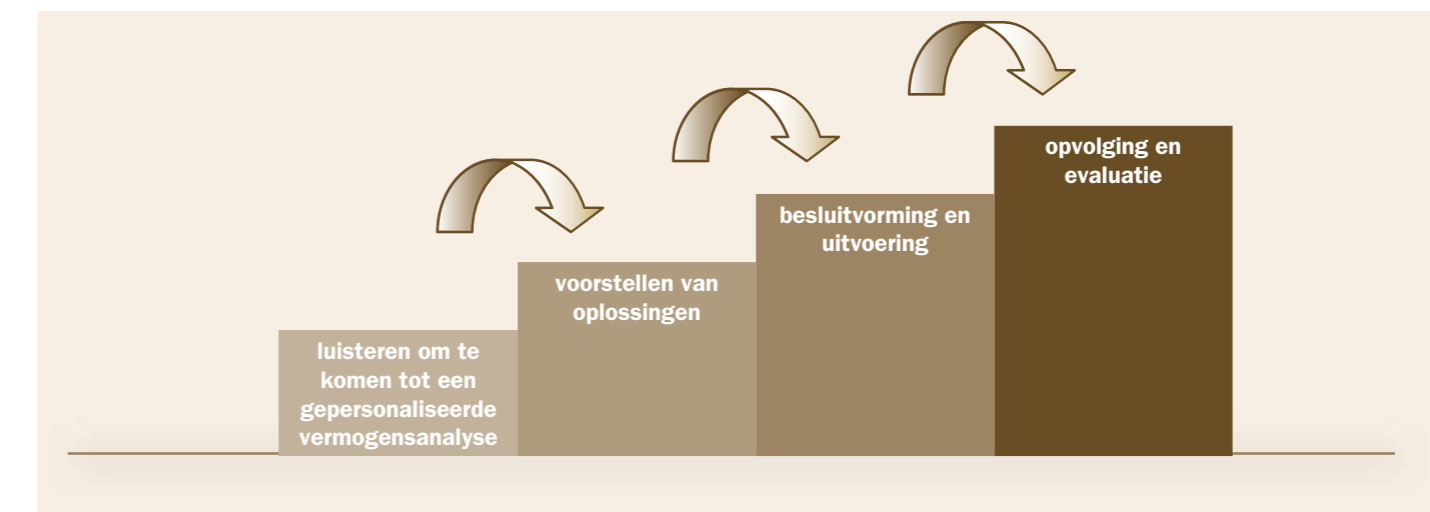 luisteren om te
komen tot een
gepersonaliseerde
vermogensanalyse
voorstellen van
oplossingen
besluitvorming en
uitvoering
opvolging en
evaluatie